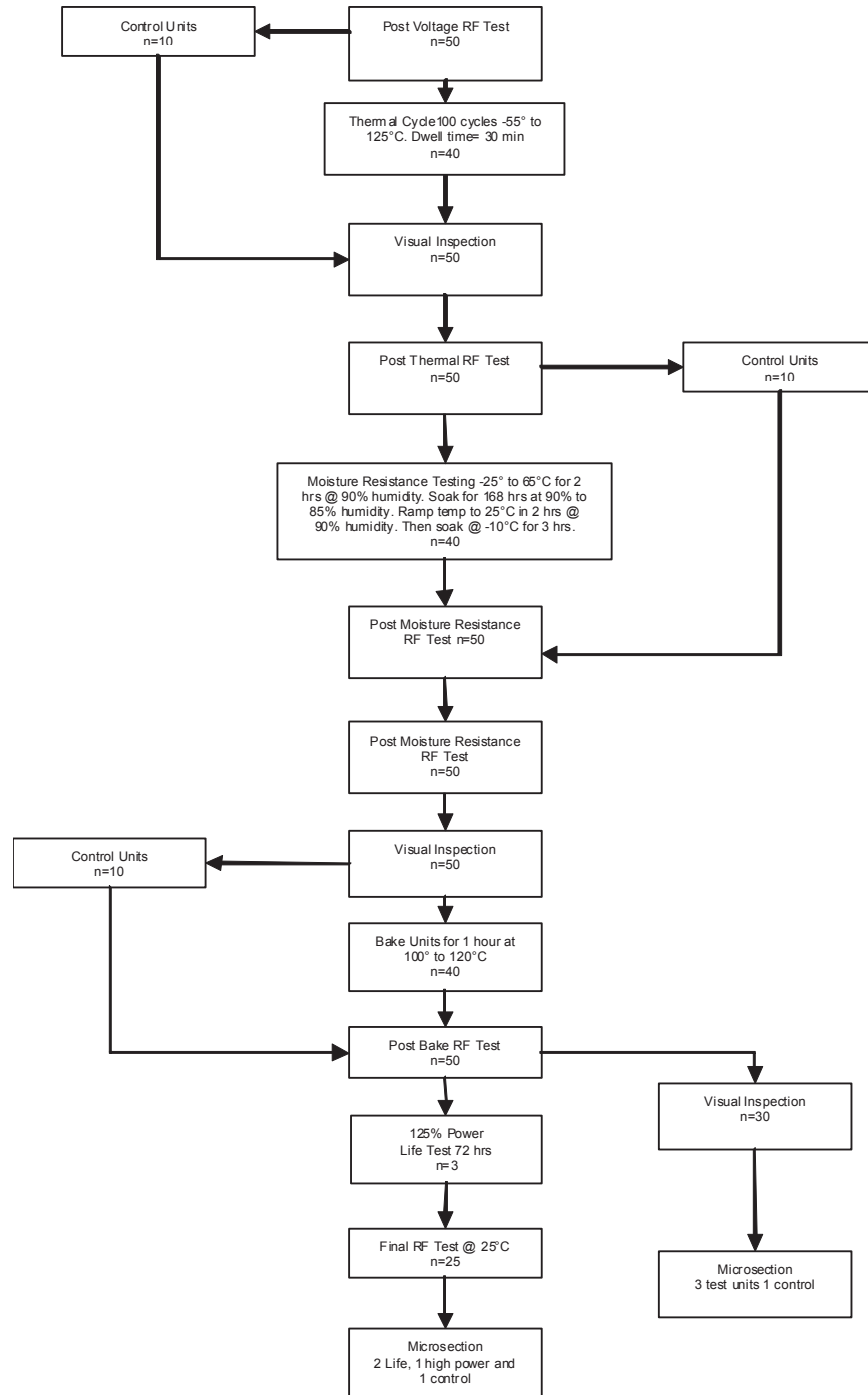 Control Units
n=10
Post Voltage RF Test
n=50
Thermal Cycle100 cycles -55° to
125°C. Dwell time= 30 min
n=40
Visual Inspection
n=50
Post Thermal RF Test
n=50
Control Units
n=10
Moisture Resistance Testing -25° to 65°C for 2
hrs @ 90% humidity. Soak for 168 hrs at 90% to
85% humidity. Ramp temp to 25°C in 2 hrs @
90% humidity. Then soak @ -10°C for 3 hrs.
n=40
Post Moisture Resistance
RF Test n=50
Post Moisture Resistance
RF Test
n=50
Control Units
n=10
Visual Inspection
n=50
Bake Units for 1 hour at
100° to 120°C
n=40
Post Bake RF Test
n=50
Visual Inspection
n=30
125% Power
Life Test 72 hrs
n=3
Final RF Test @ 25°C
n=25
Microsection
3 test units 1 control
Microsection
2 Life, 1 high power and
1 control